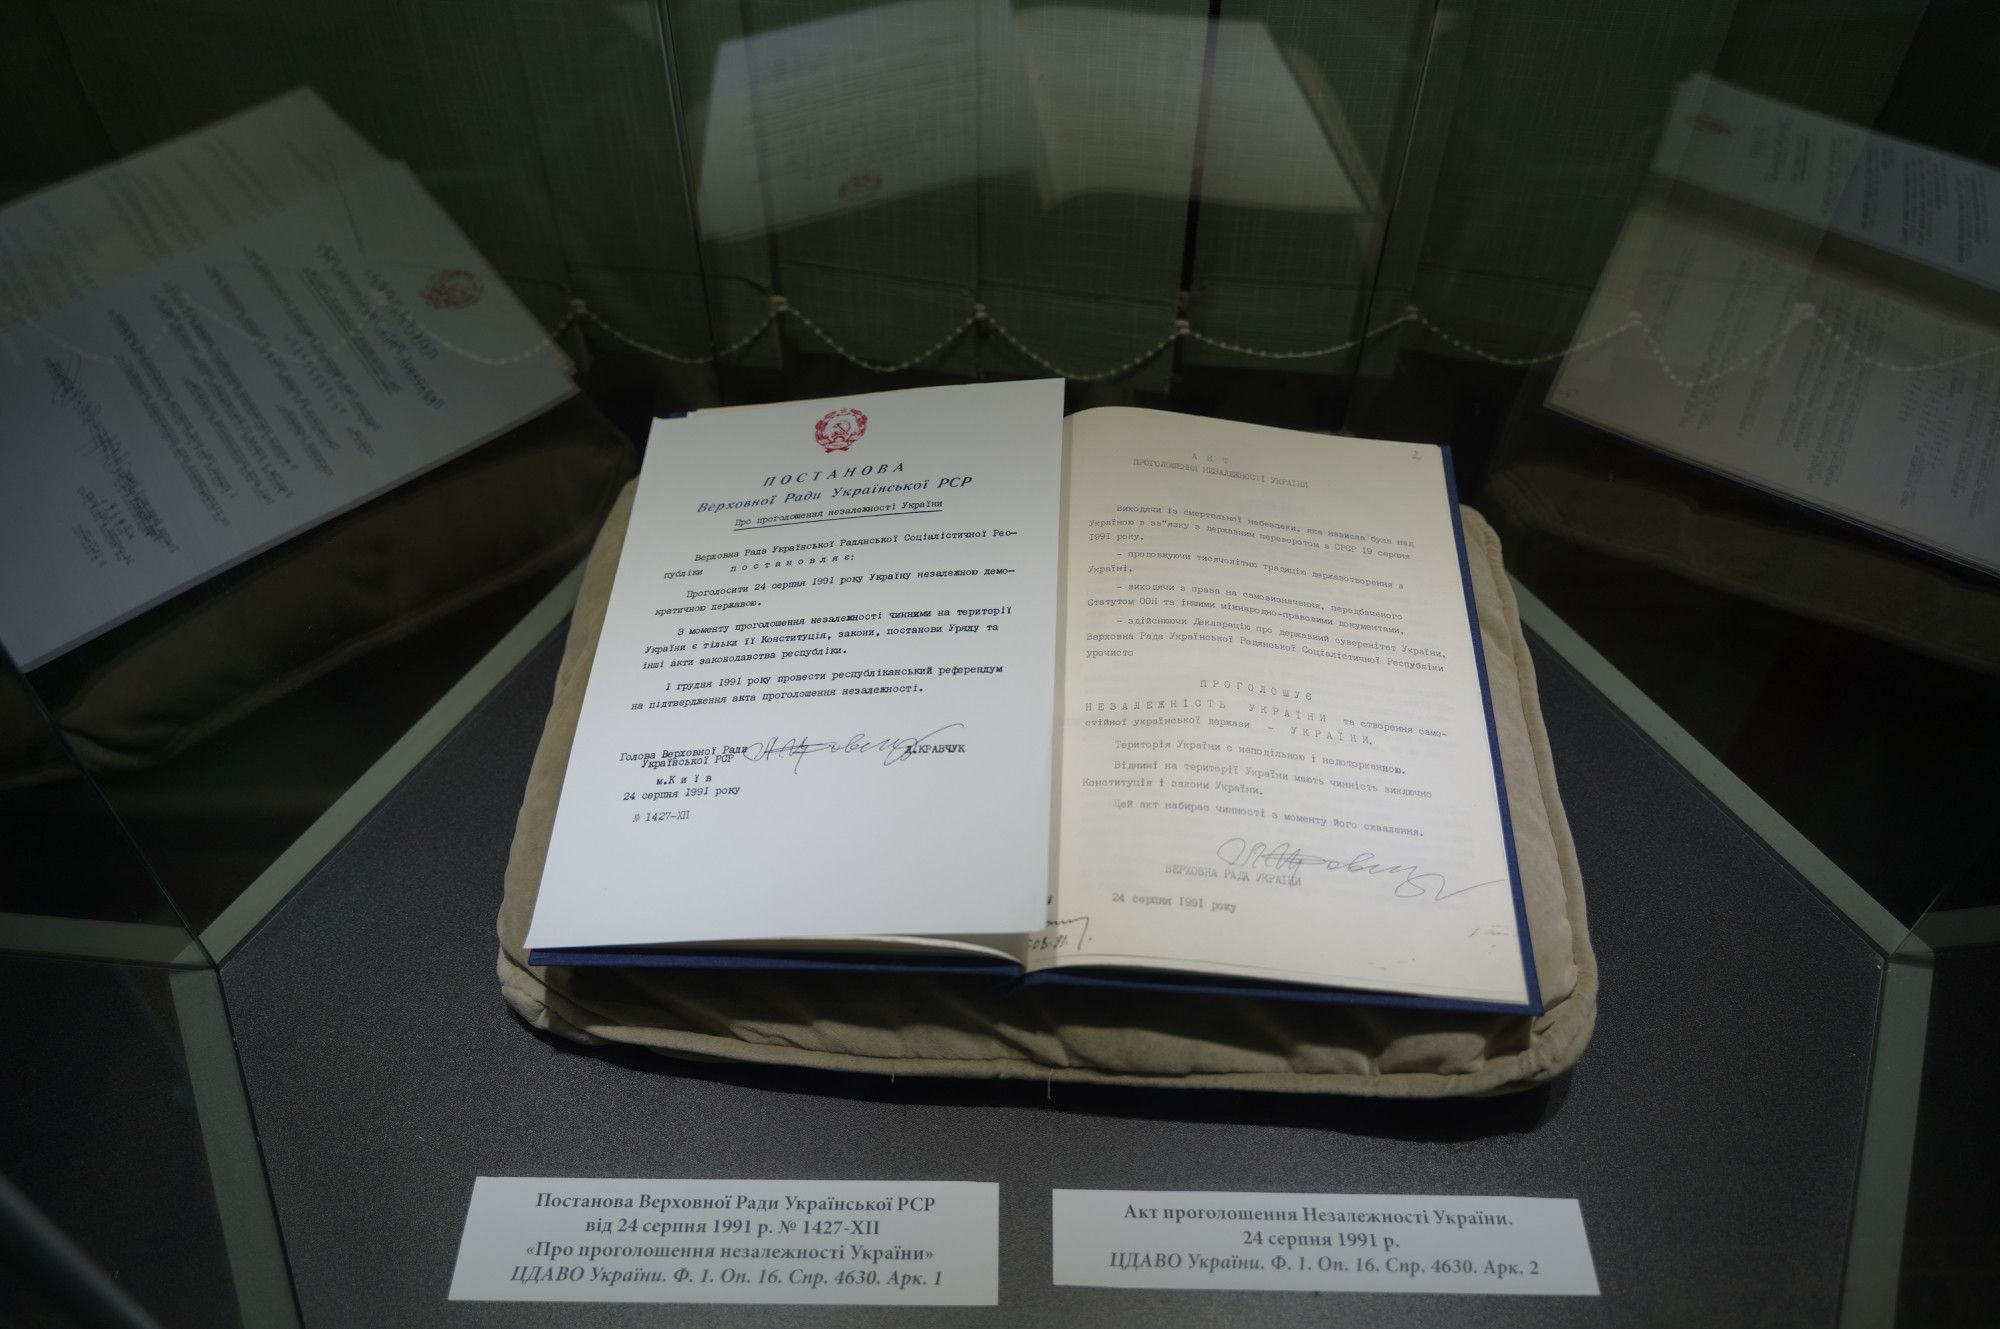 ПОСТАНОВА
Верховної Ради Української РСР
Про проголошення незалежності України
Верховна Рада Української Радянської Соціалістичної Рес-
публіки постановляє:
Проголосити 24 серпня 1991 року Україну незалежною демо-
кратичною державою.
З моменту проголошення незалежності чинними на території
України є тільки її Конституція, закони, постанови Уряду та
інші акти законодавства республіки.
І грудня 1991 року провести республіканський референдум
на підтвердження акта проголошення незалежності.
Голова Верховної Ради
Української РСР
Л.КРАВЧУК
м.Київ
24 серпня 1991 року
№ 1427-ХП
2
АКТ
ПРОГОЛОШЕННЯ НЕЗАЛЕЖНОСТІ УКРАЇНИ
Виходячи із смертельної небезпеки, яка нависла була над
Україною в зв"язку з державним переворотом в СРСР 19 серпня
1991 року,
– продовжуючи тисячолітню традицію державотворення в
Україні,
– виходячи з права на самовизначення, передбаченого
Статутом ООН та іншими міжнародно-правовими документами,
– здійснюючи Декларацію про державний суверенітет України,
Верховна Рада Української Радянської Соціалістичної Республіки
урочисто
ПРОГОЛОШУЄ
НЕЗАЛЕЖНІСТЬ УКРАЇНИ та створення само-
стійної української держави – УКРАЇНИ.
Територія України є неподільною і недоторканною.
Віднині на території України мають чинність виключно
Конституція і закони України.
Цей акт набирає чинності з моменту його схвалення.
ВЕРХОВНА РАДА УКРАЇНИ
24 серпня 1991 року
Постанова Верховної Ради Української РСР
від 24 серпня 1991 р. № 1427-XII
«Про проголошення незалежності України»
ЦДАВО України. Ф. 1. Оп. 16. Спр. 4630. Арк. 1
Акт проголошення Незалежності України.
24 серпня 1991 р.
ЦДАВО України. Ф. 1. Оп. 16. Спр. 4630. Арк. 2